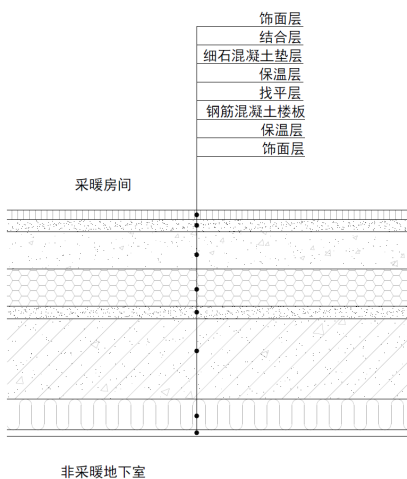 饰面层
结合层
细石混凝土垫层
保温层
找平层
钢筋混凝土楼板
保温层
饰面层
采暖房间
非采暖地下室